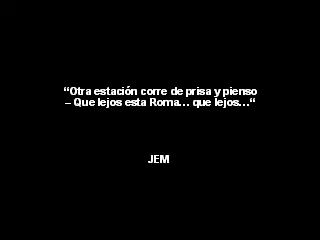 “Otra estación corre de prisa y pienso
– Que lejos esta Roma... que lejos...“
JEM